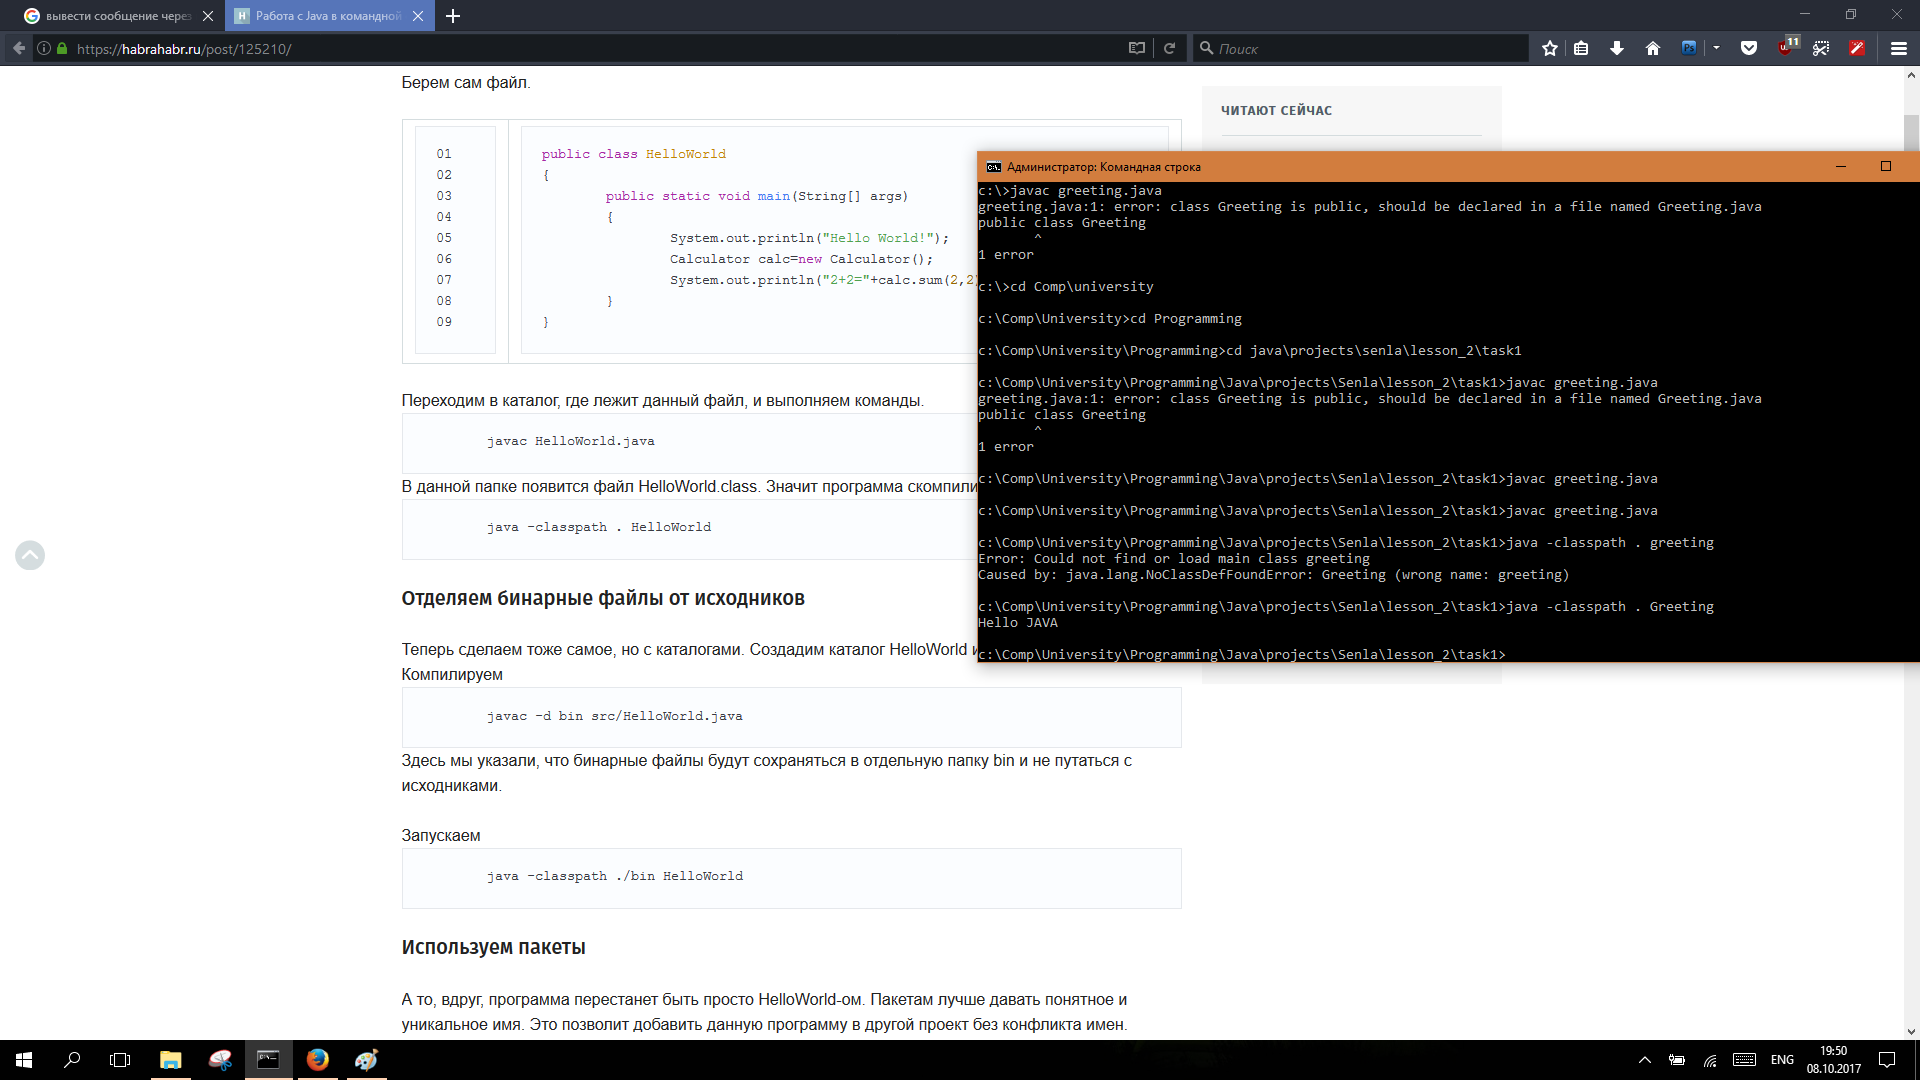 вывести сообщение через
Работа с Java в командной
https://habrahabr.ru/post/125210/
Поиск
Ps
11
Берем сам файл.
ЧИТАЮТ СЕЙЧАС
01 public class HelloWorld
02 {
03 public static void main(String[] args)
04 {
05 System.out.println("Hello World!");
06 Calculator calc=new Calculator();
07 System.out.println("2+2="+calc.sum(2,2)
08 }
09 }
Переходим в каталог, где лежит данный файл, и выполняем команды.
javac HelloWorld.java
В данной папке появится файл HelloWorld.class. Значит программа скомпили
java -classpath . HelloWorld
Отделяем бинарные файлы от исходников
Теперь сделаем тоже самое, но с каталогами. Создадим каталог HelloWorld и
Компилируем
javac -d bin src/HelloWorld.java
Здесь мы указали, что бинарные файлы будут сохраняться в отдельную папку bin и не путаться с
исходниками.
Запускаем
java -classpath ./bin HelloWorld
Используем пакеты
А то, вдруг, программа перестанет быть просто HelloWorld-ом. Пакетам лучше давать понятное и
уникальное имя. Это позволит добавить данную программу в другой проект без конфликта имен.
Администратор: Командная строка
c:\>javac greeting.java
greeting.java:1: error: class Greeting is public, should be declared in a file named Greeting.java
public class Greeting
^
1 error
c:\>cd Comp\university
c:\Comp\University>cd Programming
c:\Comp\University\Programming>cd java\projects\senla\lesson_2\task1
c:\Comp\University\Programming\Java\projects\Senla\lesson_2\task1>javac greeting.java
greeting.java:1: error: class Greeting is public, should be declared in a file named Greeting.java
public class Greeting
^
1 error
c:\Comp\University\Programming\Java\projects\Senla\lesson_2\task1>javac greeting.java
c:\Comp\University\Programming\Java\projects\Senla\lesson_2\task1>javac greeting.java
c:\Comp\University\Programming\Java\projects\Senla\lesson_2\task1>java -classpath . greeting
Error: Could not find or load main class greeting
Caused by: java.lang.NoClassDefFoundError: Greeting (wrong name: greeting)
c:\Comp\University\Programming\Java\projects\Senla\lesson_2\task1>java -classpath . Greeting
Hello JAVA
c:\Comp\University\Programming\Java\projects\Senla\lesson_2\task1>
ENG
19:50
08.10.2017